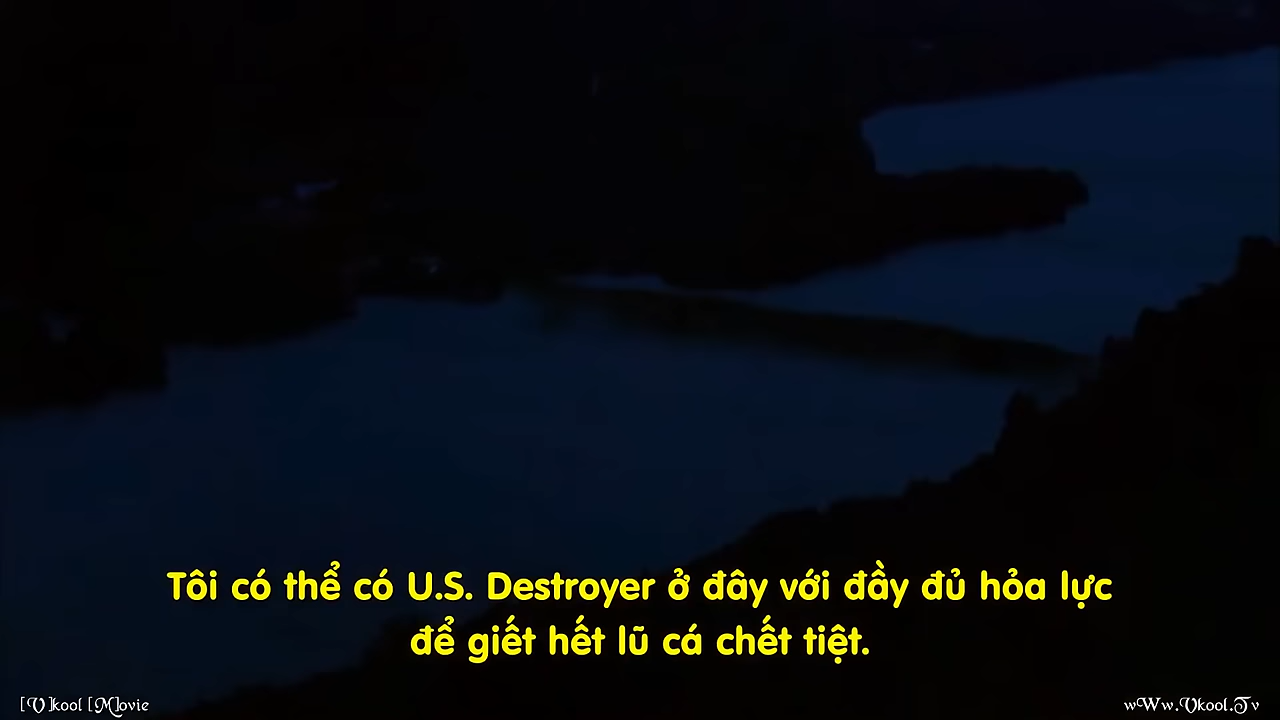 Tôi có thể có U.S. Destroyer ở đây với đầy đủ hỏa lực
để giết hết lũ cá chết tiệt.
[V]kool [M]ovie
wWw.Vkool.Tv